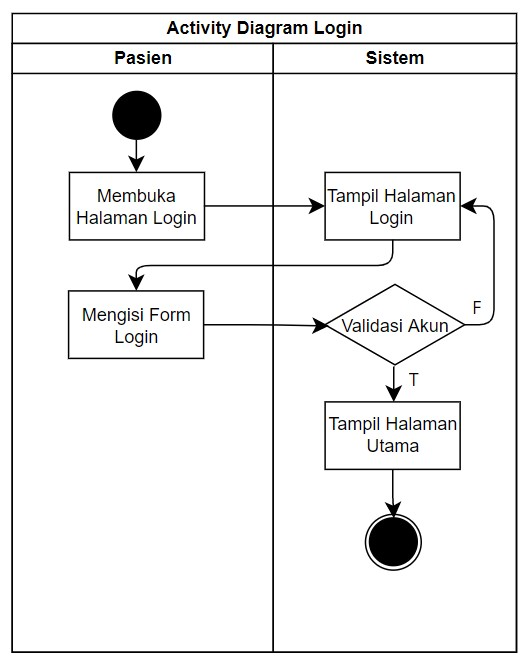 Activity Diagram Login
Pasien
Sistem
Membuka
Halaman Login
Tampil Halaman
Login
Mengisi Form
Login
Validasi Akun
F
T
Tampil Halaman
Utama